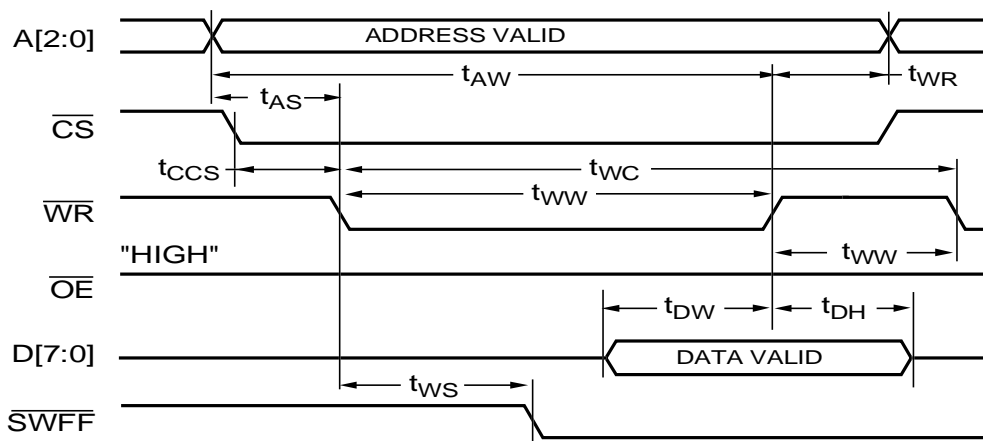 A[2:0]
ADDRESS VALID
tAW
tWR
tAS
CS
tCCS
tWC
tWW
WR
"HIGH"
tWW
OE
tDW
tDH
D[7:0]
DATA VALID
tWS
SWFF